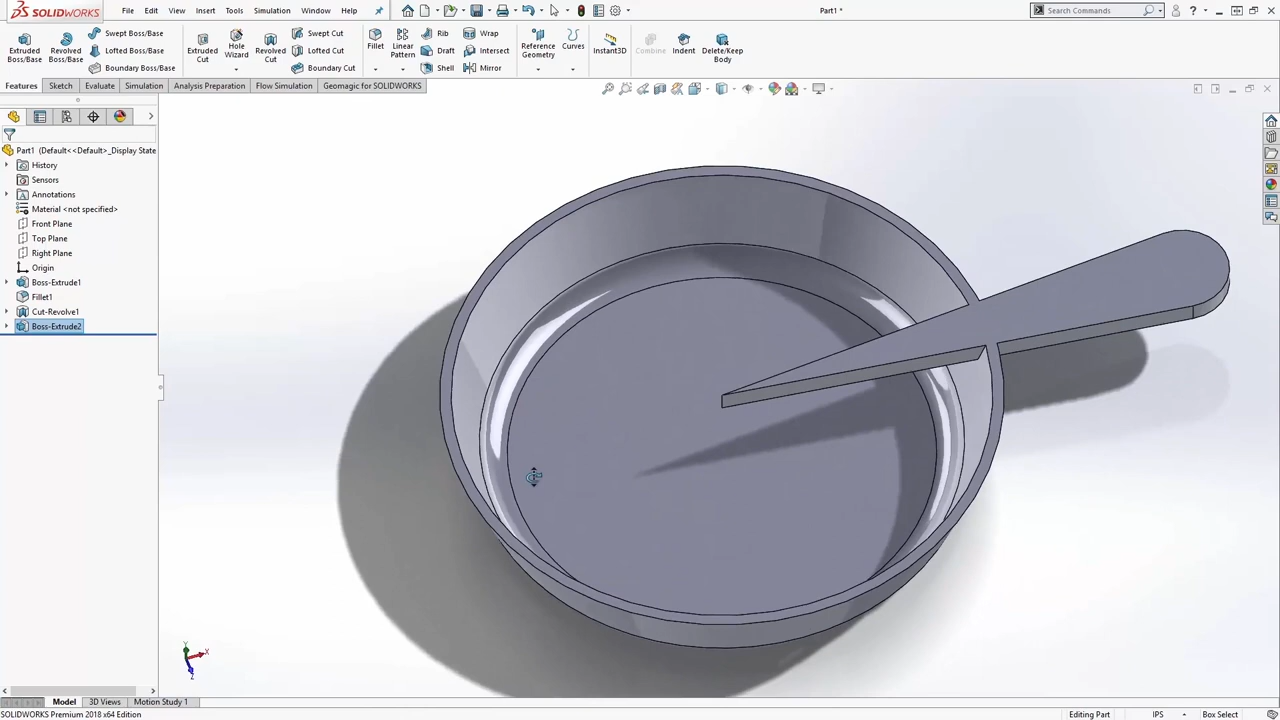 SOLIDWORKS File Edit View Insert Tools Simulation Window Help Part1 * Search Commands
Extruded Boss/Base
Revolved Boss/Base
Swept Boss/Base
Lofted Boss/Base
Boundary Boss/Base
Extruded Cut
Hole Wizard
Revolved Cut
Swept Cut
Lofted Cut
Boundary Cut
Fillet
Linear Pattern
Rib
Draft
Shell
Wrap
Intersect
Mirror
Reference Geometry
Curves
Instant3D
Combine
Indent
Delete/Keep Body
Features Sketch Evaluate Simulation Analysis Preparation Flow Simulation Geomagic for SOLIDWORKS
Part1 (Default<<Default>_Display State
History
Sensors
Annotations
Material <not specified>
Front Plane
Top Plane
Right Plane
Origin
Boss-Extrude1
Fillet1
Cut-Revolve1
Boss-Extrude2
Y
X
Z
Model 3D Views Motion Study 1
SOLIDWORKS Premium 2018 x64 Edition Editing Part IPS Box Select